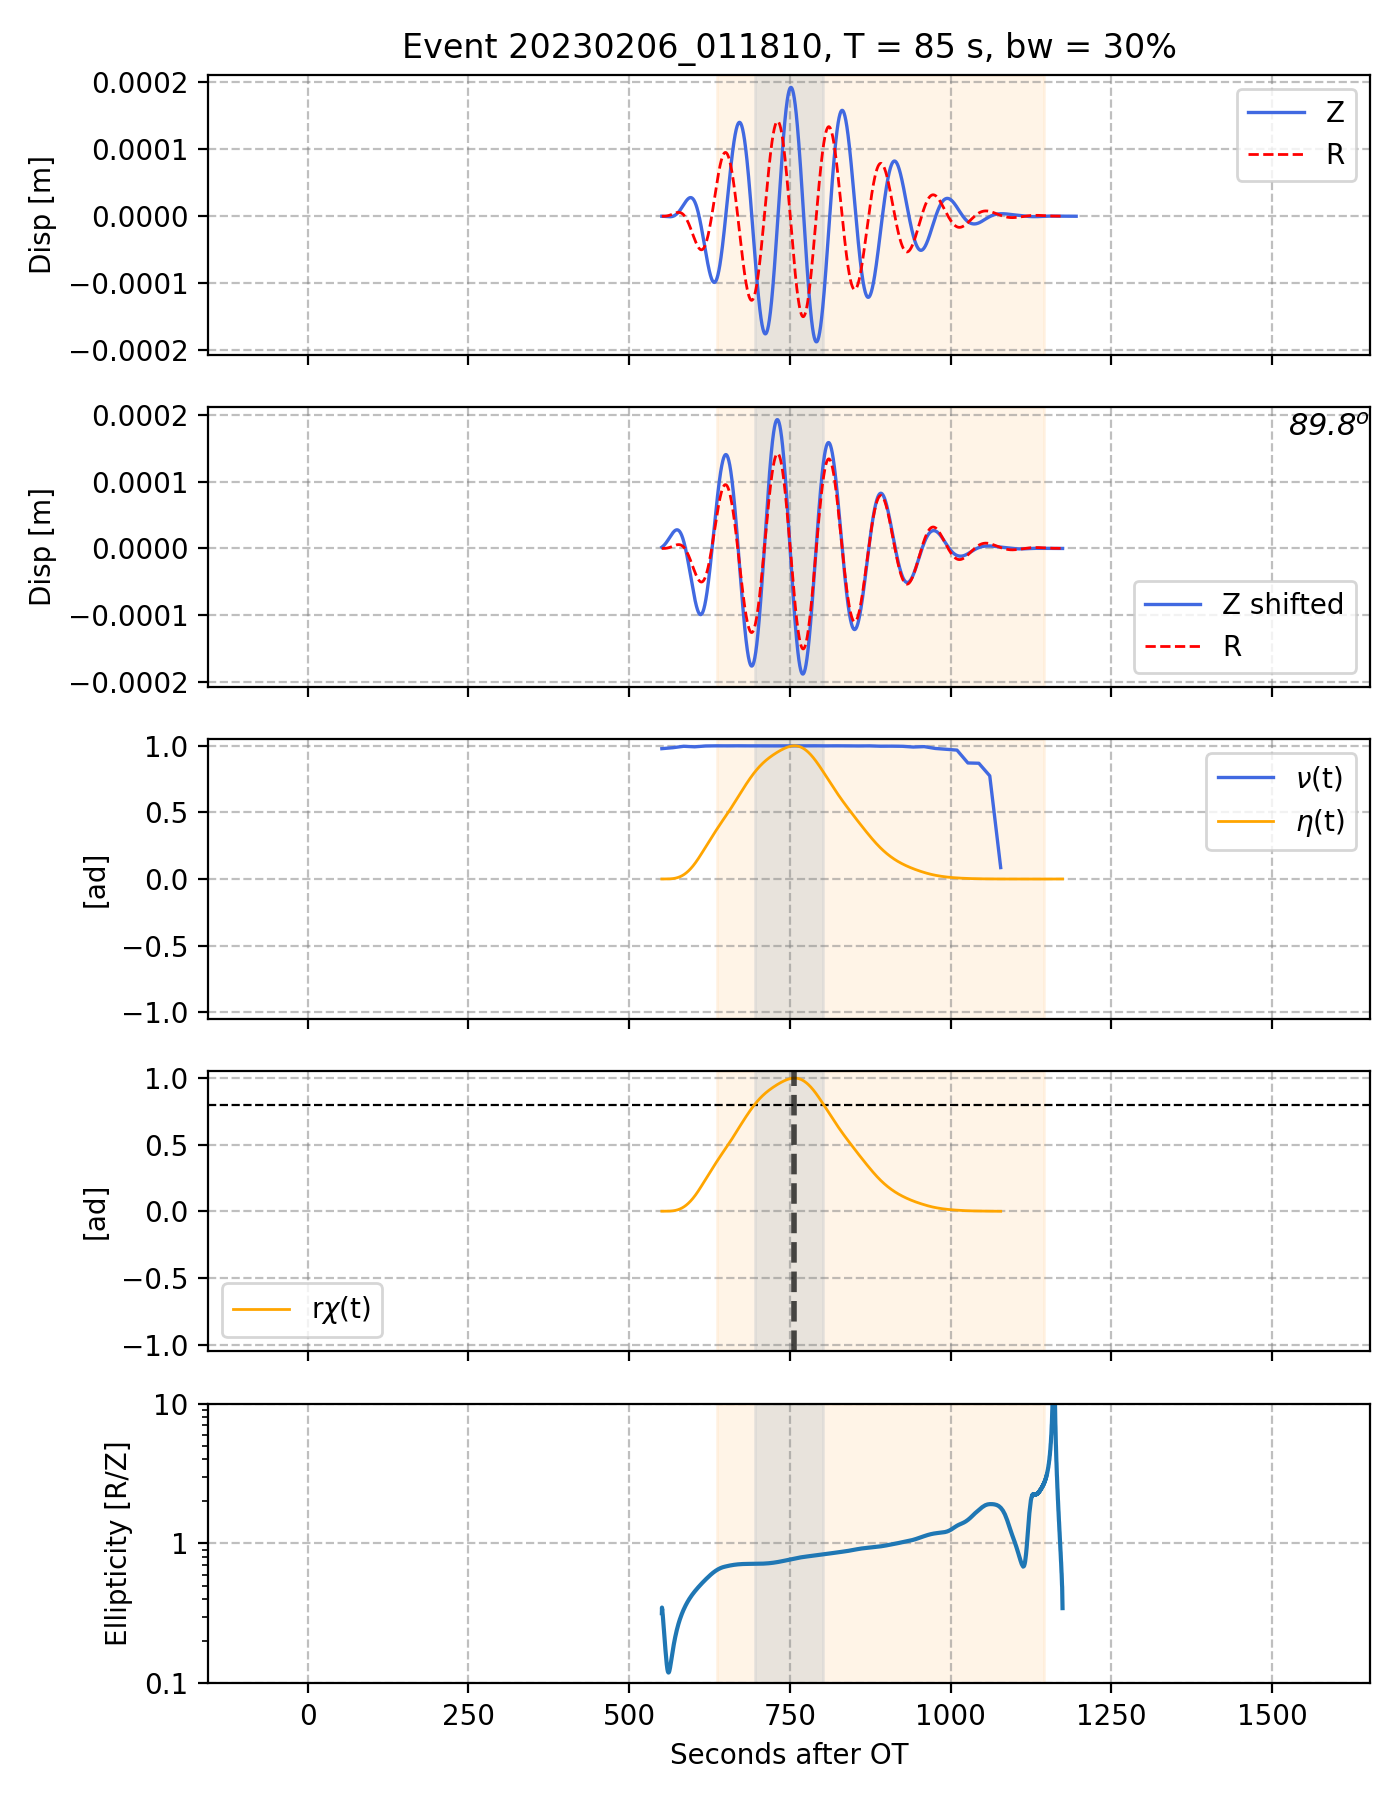 Event 20230206_011810, T = 85 s, bw = 30%
0.0002
0.0001
0.0000
−0.0001
−0.0002
Disp [m]
Z
R
0.0002
0.0001
0.0000
−0.0001
−0.0002
Disp [m]
89.8°
Z shifted
R
1.0
0.5
0.0
−0.5
−1.0
[ad]
ν(t)
η(t)
1.0
0.5
0.0
−0.5
−1.0
[ad]
rχ(t)
10
1
0.1
Ellipticity [R/Z]
0 250 500 750 1000 1250 1500
Seconds after OT